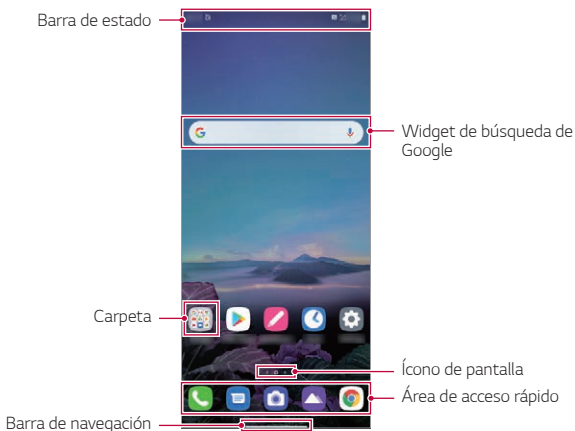 Barra de estado
Widget de búsqueda de
Google
Carpeta
Ícono de pantalla
Área de acceso rápido
Barra de navegación